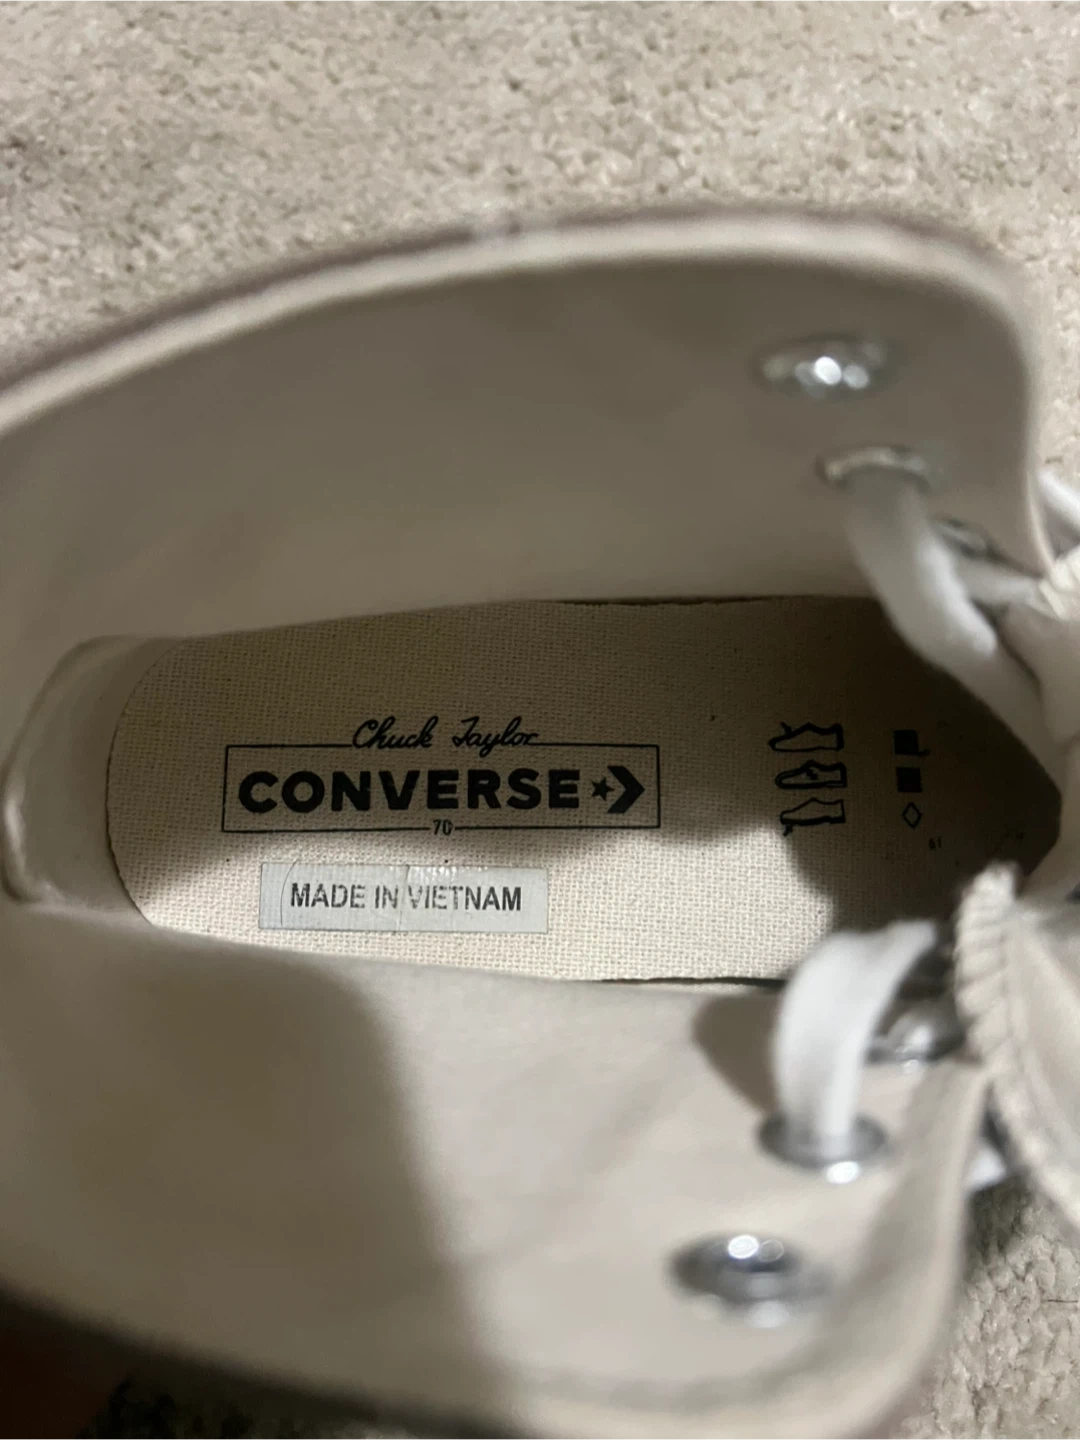 Chuck Taylor
CONVERSE
70
MADE IN VIETNAM